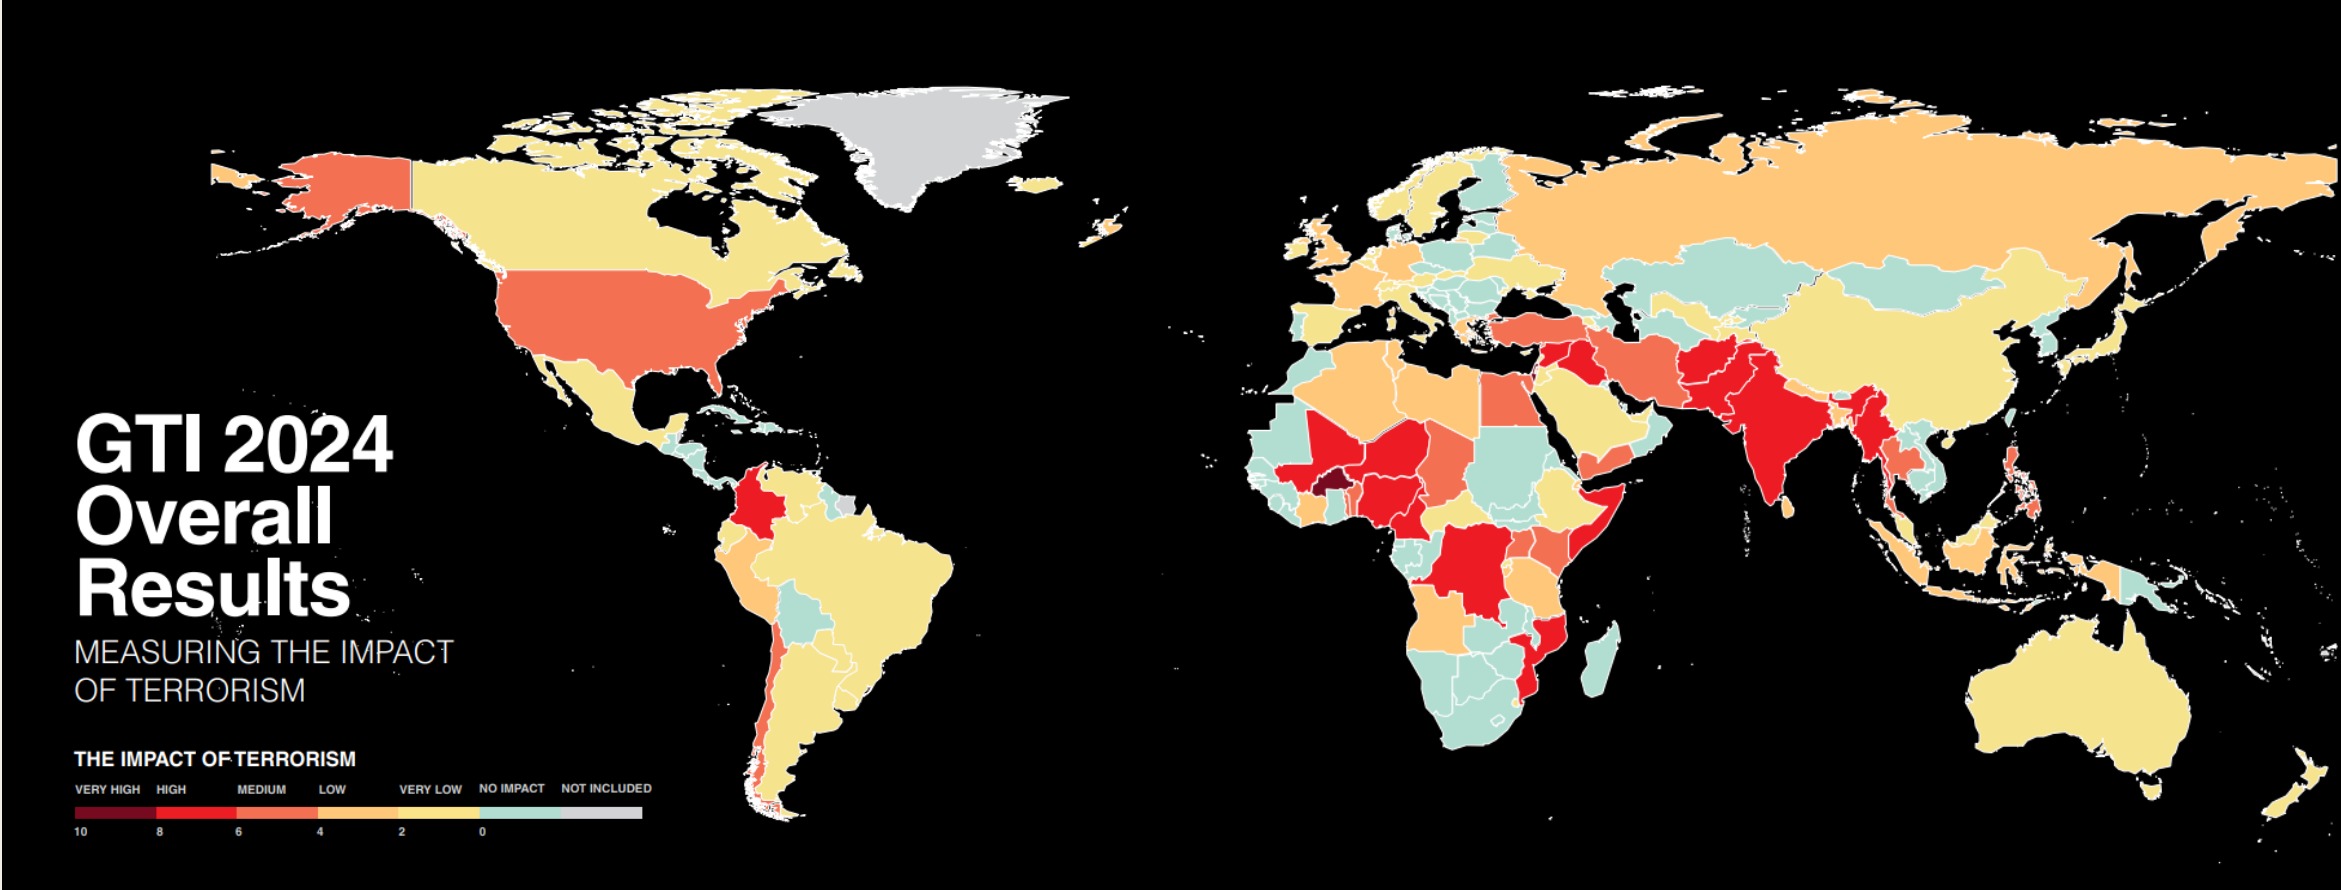 GTI 2024
Overall
Results
MEASURING THE IMPACT
OF TERRORISM
THE IMPACT OF TERRORISM
VERY HIGH HIGH MEDIUM LOW VERY LOW NO IMPACT NOT INCLUDED
10 8 6 4 2 0